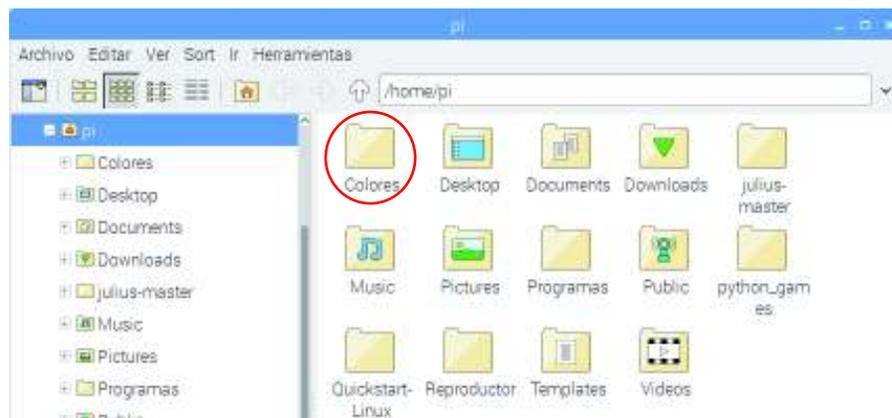 pi
Archivo Editar Ver Sort Ir Herramientas
/home/pi
pi
Colores
Desktop
Documents
Downloads
julius-master
Music
Pictures
Programas
Colores Desktop Documents Downloads julius-
master
Music Pictures Programas Public python_gam
es
Quickstart- Reproductor Templates Videos
Linux